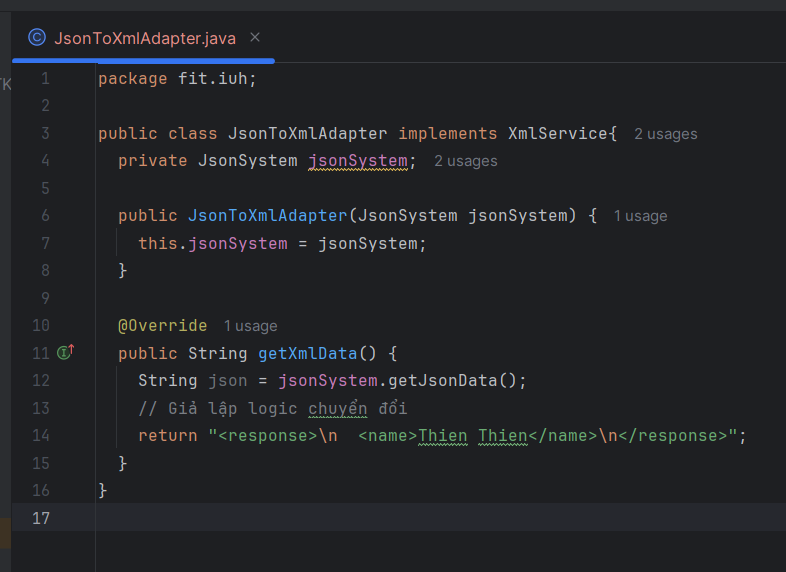 JsonToXmlAdapter.java
1 package fit.iuh;
2
3 public class JsonToXmlAdapter implements XmlService{ 2 usages
4 private JsonSystem jsonSystem; 2 usages
5
6 public JsonToXmlAdapter(JsonSystem jsonSystem) { 1 usage
7 this.jsonSystem = jsonSystem;
8 }
9
10 @Override 1 usage
11 public String getXmlData() {
12 String json = jsonSystem.getJsonData();
13 // Giả lập logic chuyển đổi
14 return "<response>\n  <name>Thien Thien</name>\n</response>";
15 }
16 }
17